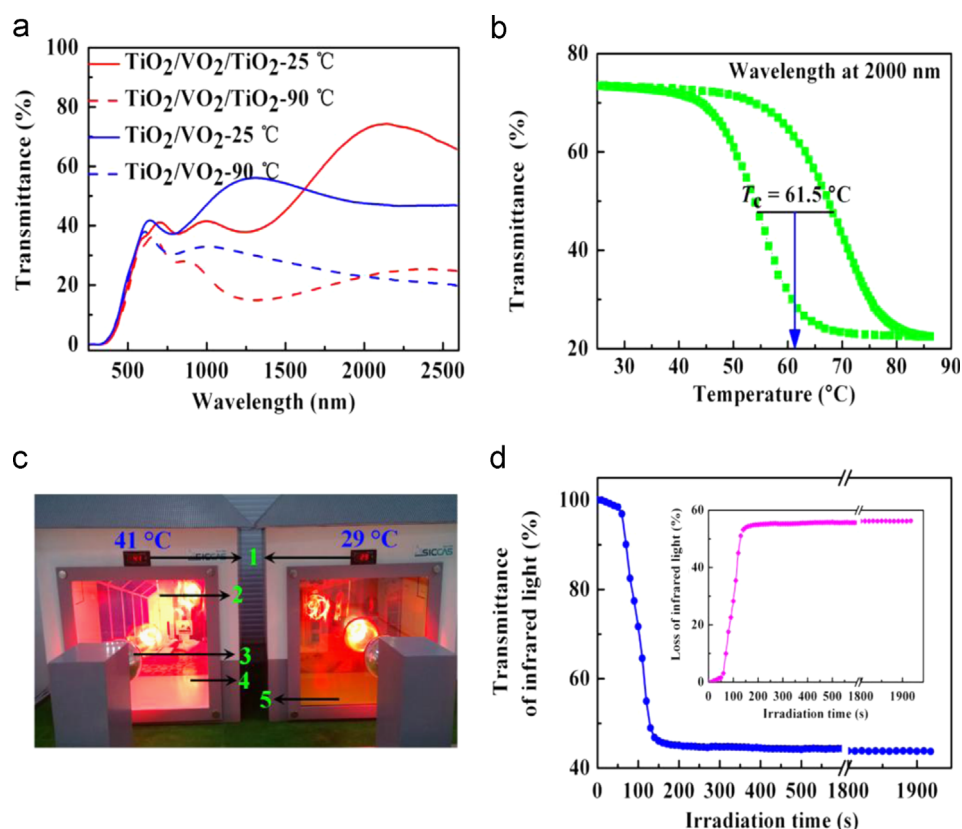 a
100
80
60
40
20
0
Transmittance (%)
TiO2/VO2/TiO2-25 ℃
TiO2/VO2/TiO2-90 ℃
TiO2/VO2-25 ℃
TiO2/VO2-90 ℃
500
1000
1500
2000
2500
Wavelength (nm)
b
80
60
40
20
Transmittance (%)
Wavelength at 2000 nm
Tc = 61.5 °C
30
40
50
60
70
80
90
Temperature (°C)
c
41 °C
29 °C
SICCAS
1
2
3
4
5
d
100
80
60
40
Transmittance
of infrared light (%)
0
100
200
300
400
500
1800
1900
Irradiation time (s)
60
40
20
0
Loss of infrared light (%)
0
100
200
300
400
500
1800
1900
Irradiation time (s)